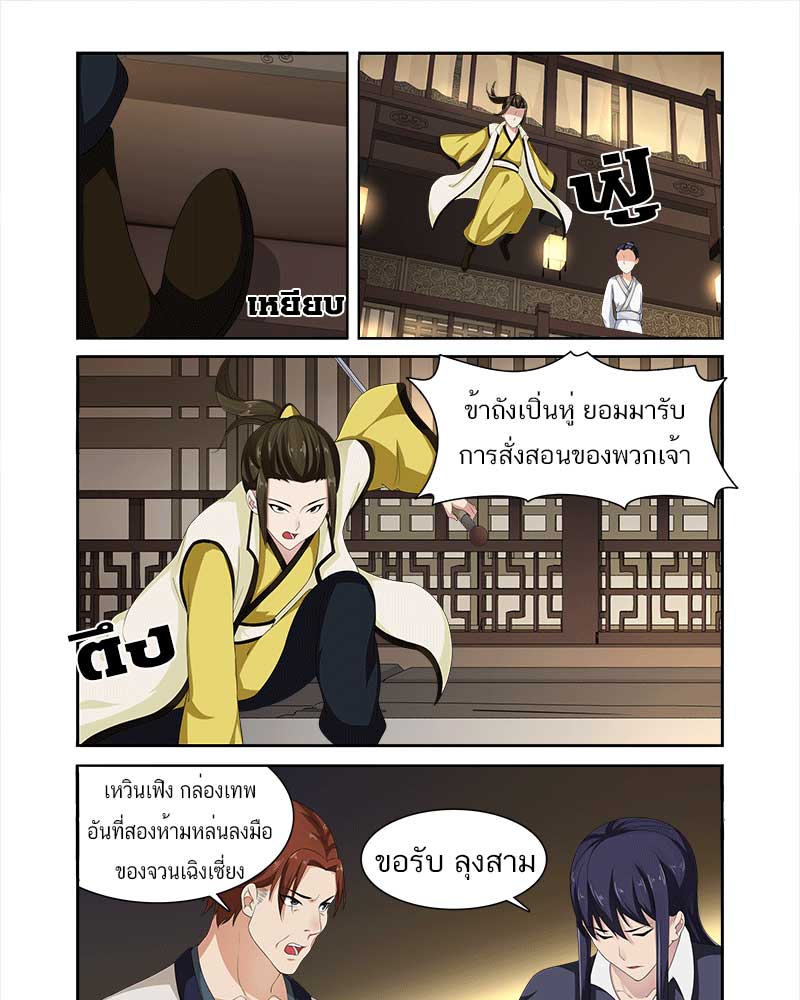 เหยียบ
ฟู่
ข้าถังเปิ่นหู่ ยอมมารับ
การสั่งสอนของพวกเจ้า
ตึง
เหวินเฟิง กล่องเทพ
อันที่สองห้ามหล่นลงมือ
ของจวนเฉิงเซี่ยง
ขอรับ ลุงสาม